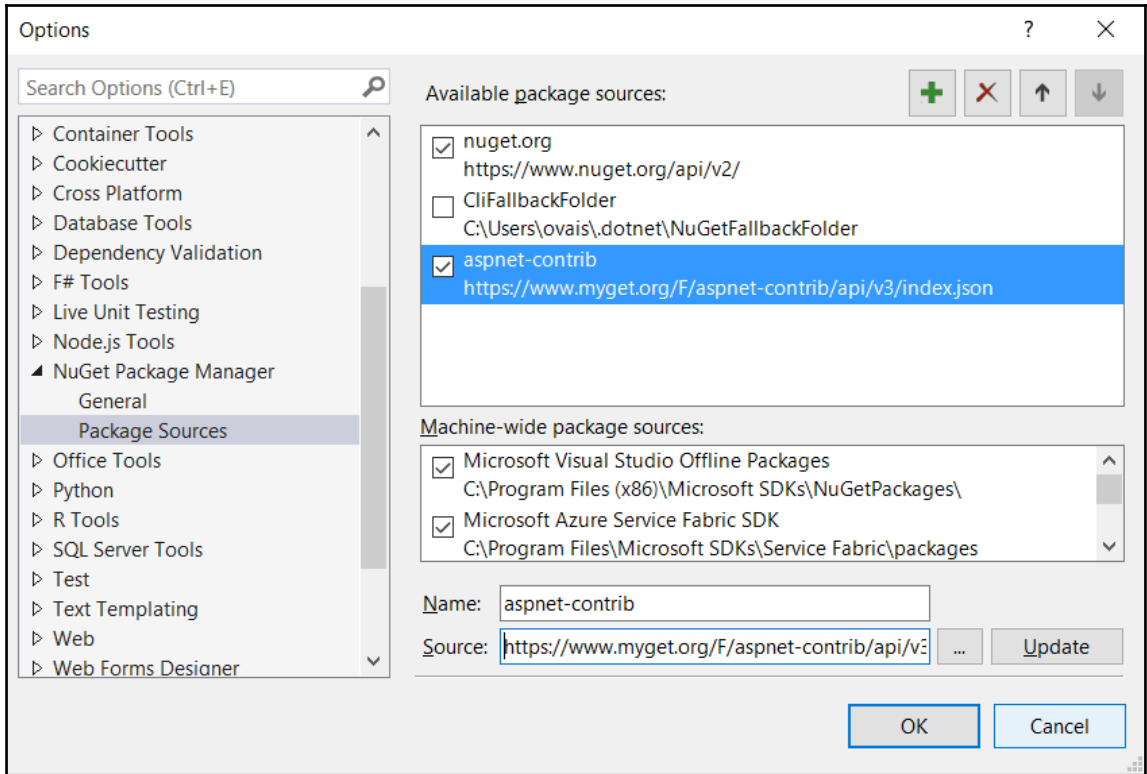 Options
?
Search Options (Ctrl+E)
Container Tools
Cookiecutter
Cross Platform
Database Tools
Dependency Validation
F# Tools
Live Unit Testing
Node.js Tools
NuGet Package Manager
General
Package Sources
Office Tools
Python
R Tools
SQL Server Tools
Test
Text Templating
Web
Web Forms Designer
Available package sources:
nuget.org
https://www.nuget.org/api/v2/
CliFallbackFolder
C:\Users\ovais\.dotnet\NuGetFallbackFolder
aspnet-contrib
https://www.myget.org/F/aspnet-contrib/api/v3/index.json
Machine-wide package sources:
Microsoft Visual Studio Offline Packages
C:\Program Files (x86)\Microsoft SDKs\NuGetPackages\
Microsoft Azure Service Fabric SDK
C:\Program Files\Microsoft SDKs\Service Fabric\packages
Name: aspnet-contrib
Source: https://www.myget.org/F/aspnet-contrib/api/v3 ... Update
OK Cancel